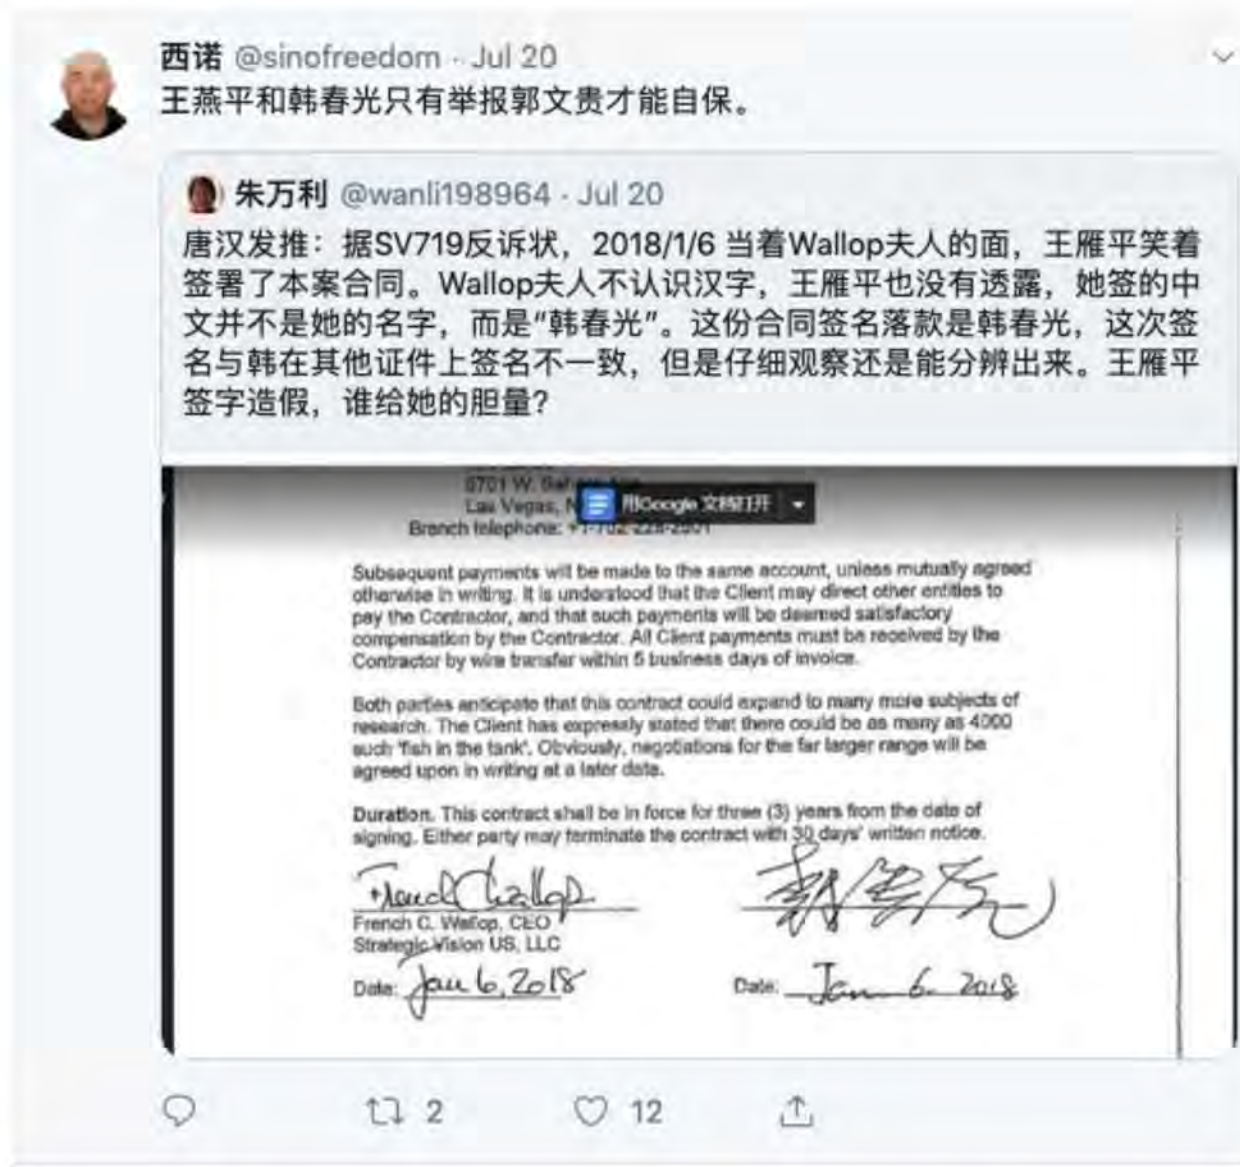 西诺 @sinofreedom · Jul 20
王燕平和韩春光只有举报郭文贵才能自保。
朱万利 @wanli198964 · Jul 20
唐汉发推：据SV719反诉状，2018/1/6 当着Wallop夫人的面，王雁平笑着
签署了本案合同。Wallop夫人不认识汉字，王雁平也没有透露，她签的中
文并不是她的名字，而是“韩春光”。这份合同签名落款是韩春光，这次签
名与韩在其他证件上签名不一致，但是仔细观察还是能分辨出来。王雁平
签字造假，谁给她的胆量？
6701 W.
Las Vegas,
用Google 文档打开
Branch telephone:
Subsequent payments will be made to the same account, unless mutually agreed
otherwise in writing. It is understood that the Client may direct other entities to
pay the Contractor, and that such payments will be deemed satisfactory
compensation by the Contractor. All Client payments must be received by the
Contractor by wire transfer within 5 business days of invoice.
Both parties anticipate that this contract could expand to many more subjects of
research. The Client has expressly stated that there could be as many as 4000
such 'fish in the tank'. Obviously, negotiations for the far larger range will be
agreed upon in writing at a later date.
Duration. This contract shall be in force for three (3) years from the date of
signing. Either party may terminate the contract with 30 days' written notice.
French C. Wallop, CEO
Strategic Vision US, LLC
Date: Jan 6, 2018
Date: Jan 6. 2018
2
12